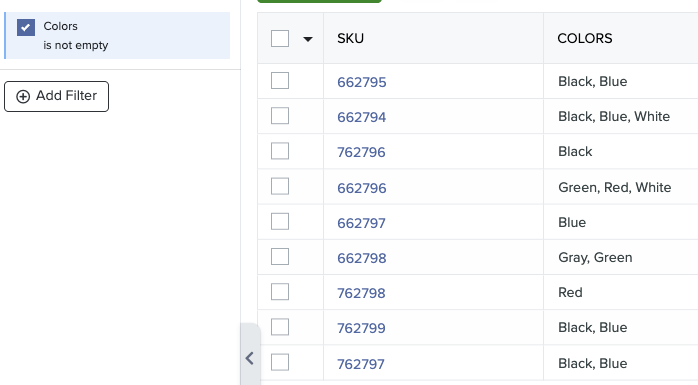 Colors
is not empty
Add Filter
SKU COLORS
662795 Black, Blue
662794 Black, Blue, White
762796 Black
662796 Green, Red, White
662797 Blue
662798 Gray, Green
762798 Red
762799 Black, Blue
762797 Black, Blue